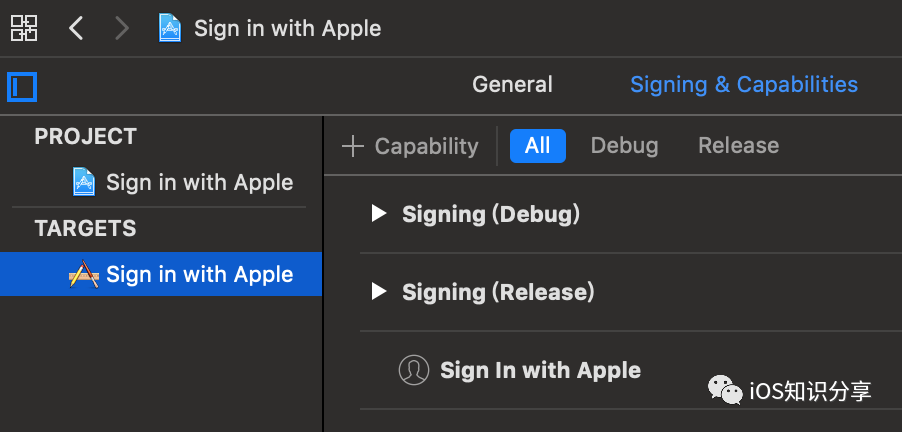 Sign in with Apple
General Signing & Capabilities
PROJECT
Sign in with Apple
TARGETS
Sign in with Apple
Capability All Debug Release
Signing (Debug)
Signing (Release)
Sign In with Apple
iOS知识分享